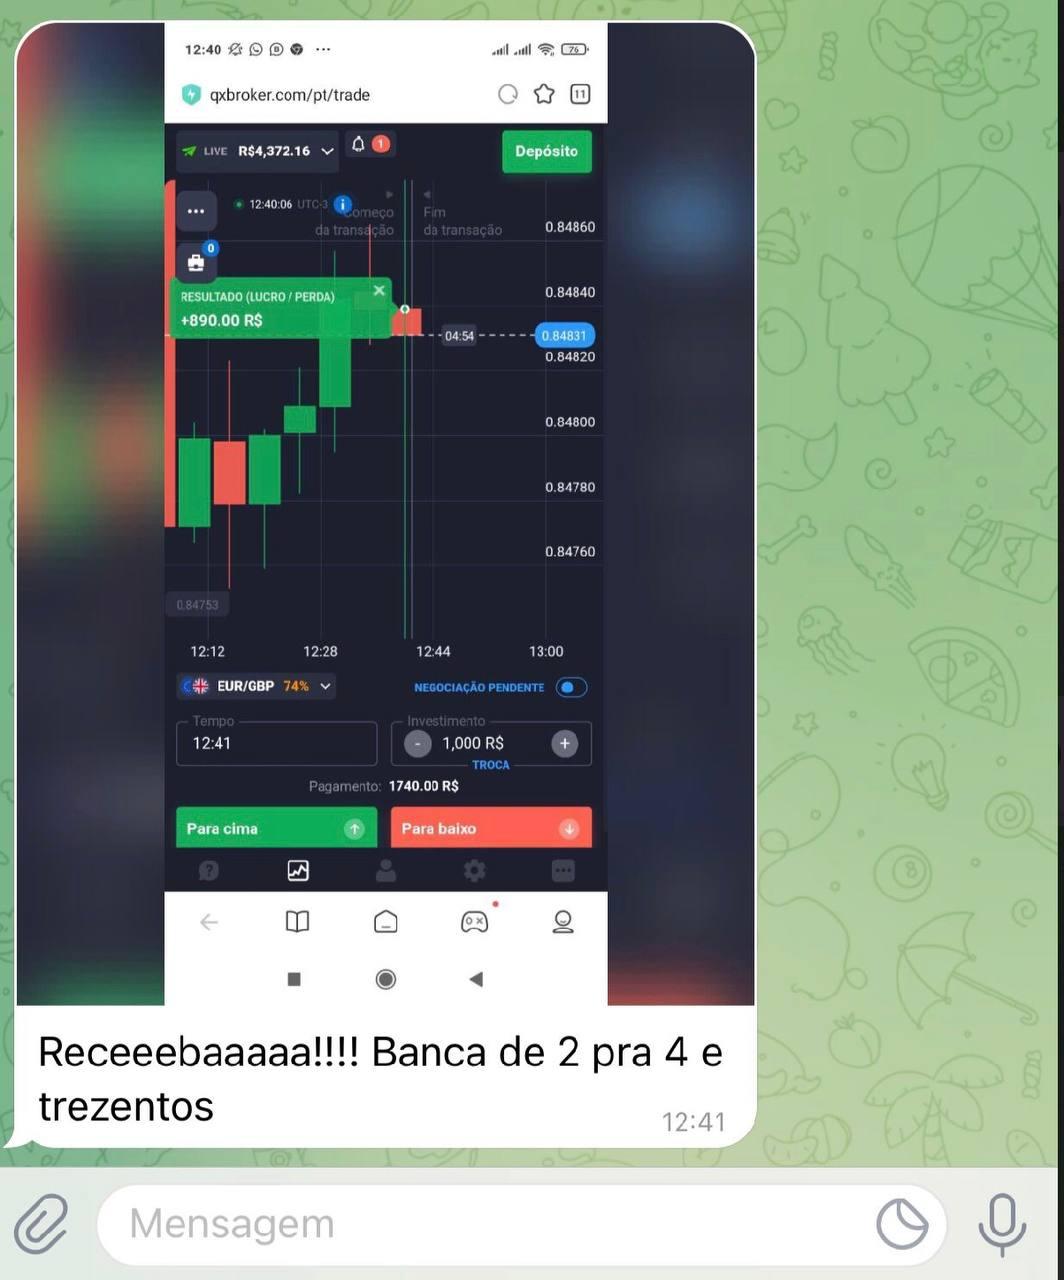 12:40
76
qxbroker.com/pt/trade
11
LIVE R$4,372.16
1
Depósito
12:40:06 UTC-3
Começo
da transação
Fim
da transação
0.84860
0
RESULTADO (LUCRO / PERDA)
+890.00 R$
0.84840
04:54
0.84831
0.84820
0.84800
0.84780
0.84760
0.84753
12:12
12:28
12:44
13:00
EUR/GBP 74%
NEGOCIAÇÃO PENDENTE
Tempo
12:41
Investimento
- 1,000 R$ +
TROCA
Pagamento: 1740.00 R$
Para cima
Para baixo
Receeebaaaaa!!!! Banca de 2 pra 4 e
trezentos
12:41
Mensagem